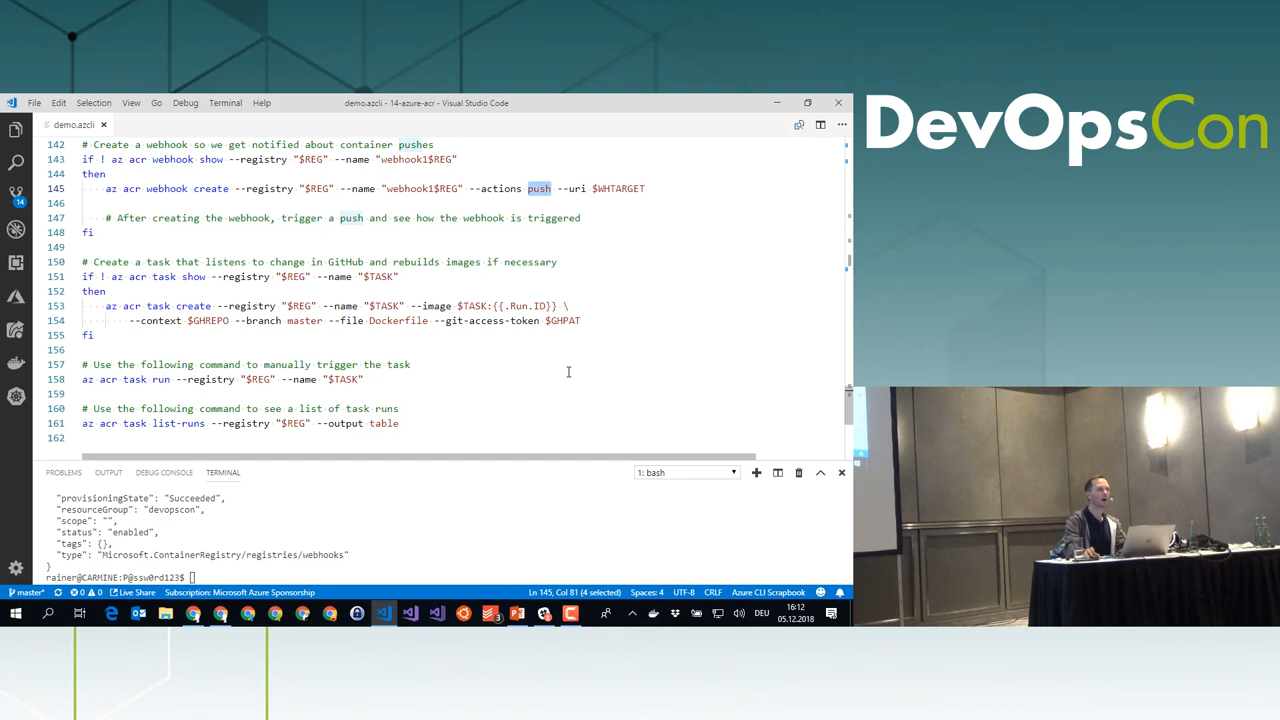 DevOpsCon
File Edit Selection View Go Debug Terminal Help
demo.azcli - 14-azure-acr - Visual Studio Code
demo.azcli
142 # Create a webhook so we get notified about container pushes
143 if ! az acr webhook show --registry "$REG" --name "webhook1$REG"
144 then
145 az acr webhook create --registry "$REG" --name "webhook1$REG" --actions push --uri $WHTARGET
146
147 # After creating the webhook, trigger a push and see how the webhook is triggered
148 fi
149
150 # Create a task that listens to change in GitHub and rebuilds images if necessary
151 if ! az acr task show --registry "$REG" --name "$TASK"
152 then
153 az acr task create --registry "$REG" --name "$TASK" --image $TASK:{{.Run.ID}} \
154 --context $GHREPO --branch master --file Dockerfile --git-access-token $GHPAT
155 fi
156
157 # Use the following command to manually trigger the task
158 az acr task run --registry "$REG" --name "$TASK"
159
160 # Use the following command to see a list of task runs
161 az acr task list-runs --registry "$REG" --output table
162
14
PROBLEMS OUTPUT DEBUG CONSOLE TERMINAL 1: bash
"provisioningState": "Succeeded",
"resourceGroup": "devopscon",
"scope": "",
"status": "enabled",
"tags": {},
"type": "Microsoft.ContainerRegistry/registries/webhooks"
}
rainer@CARMINE:P@ssw0rd123$
master* 0 0 Live Share Subscription: Microsoft Azure Sponsorship Ln 145, Col 81 (4 selected) Spaces: 4 UTF-8 CRLF Azure CLI Scrapbook
3 DEU 16:12
05.12.2018